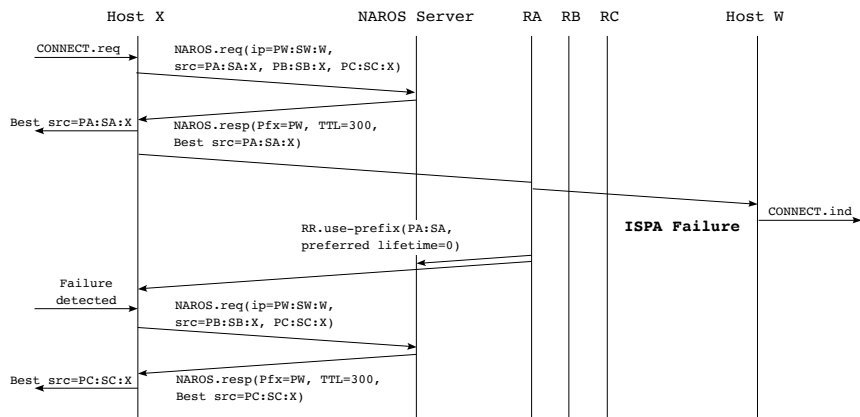 Host X
NAROS Server
RA
RB
RC
Host W
CONNECT.req
NAROS.req(ip=PW:SW:W,
src=PA:SA:X, PB:SB:X, PC:SC:X)
Best src=PA:SA:X
NAROS.resp(Pfx=PW, TTL=300,
Best src=PA:SA:X)
CONNECT.ind
RR.use-prefix(PA:SA,
preferred lifetime=0)
ISPA Failure
Failure
detected
NAROS.req(ip=PW:SW:W,
src=PB:SB:X, PC:SC:X)
Best src=PC:SC:X
NAROS.resp(Pfx=PW, TTL=300,
Best src=PC:SC:X)